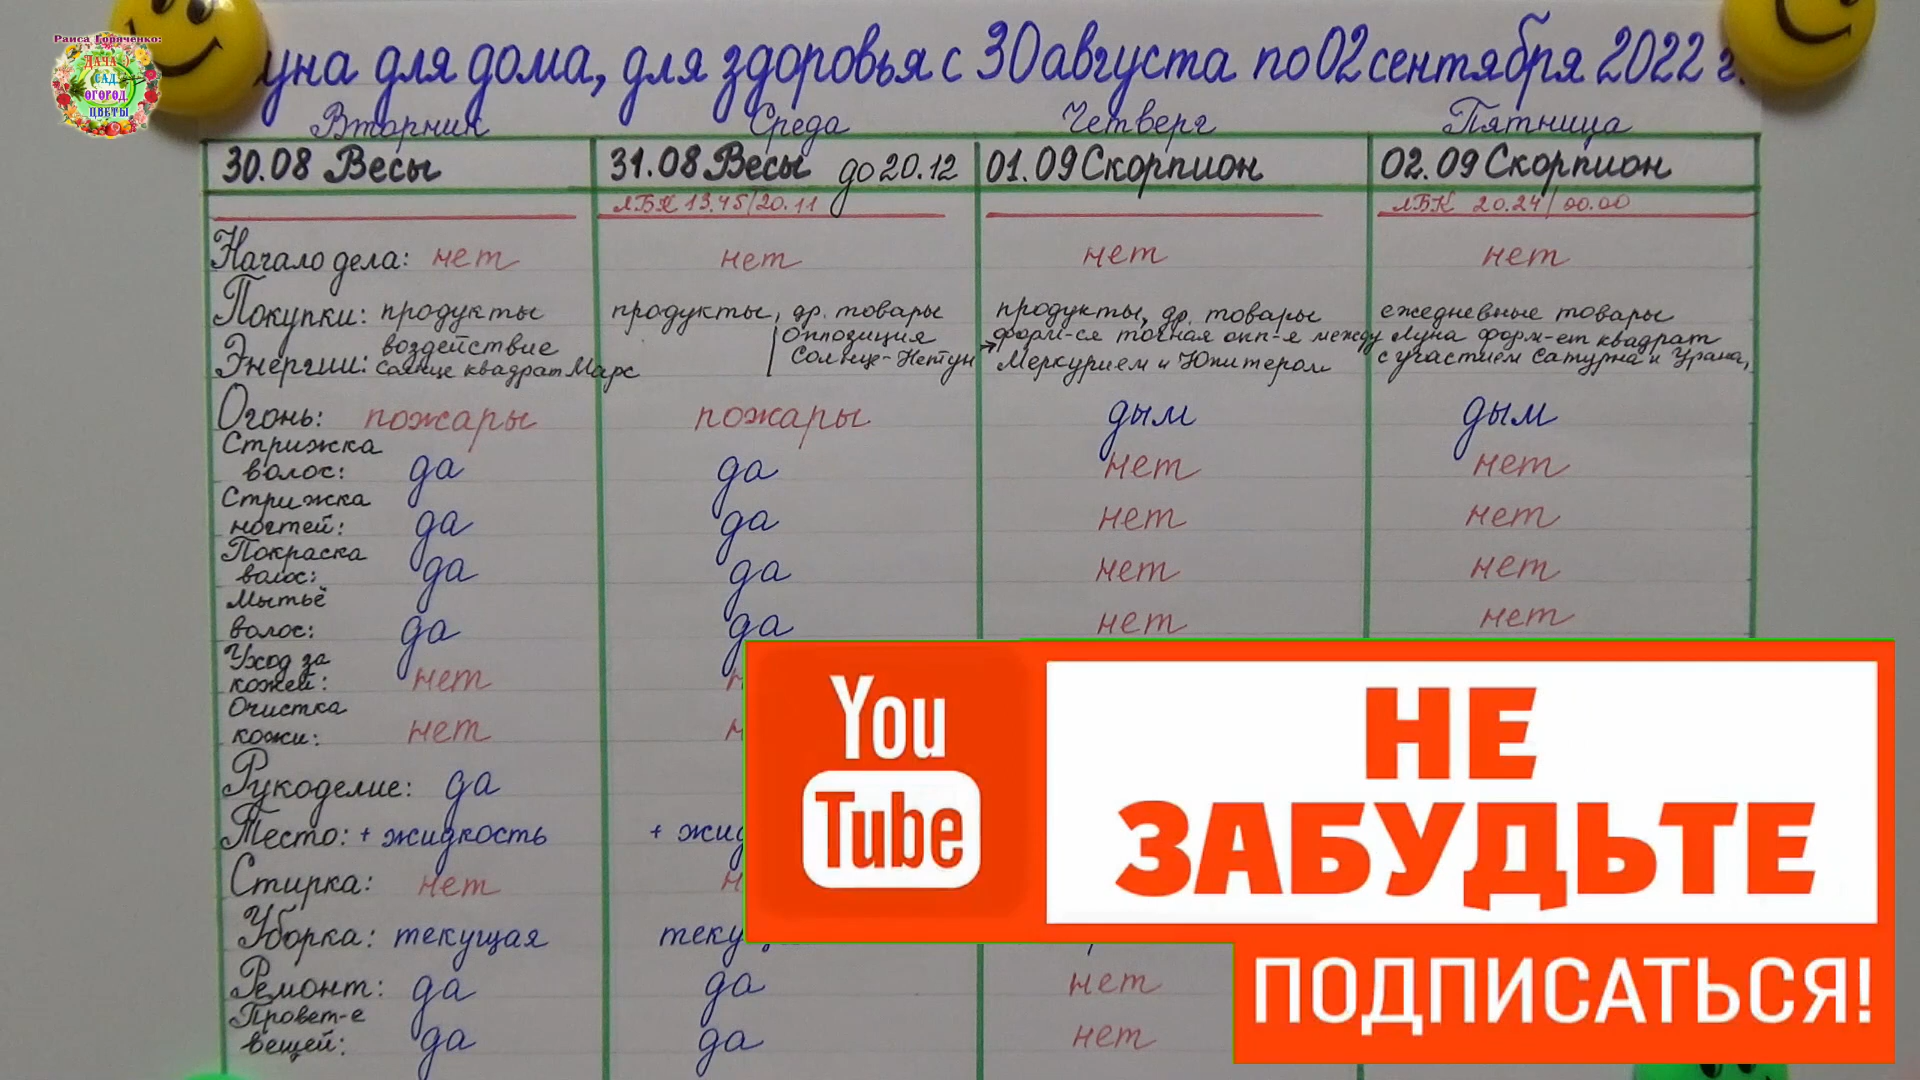 Раиса Горяченко:
ДАЧА
САД
ОГОРОД
ЦВЕТЫ
уна для дома, для здоровья с 30 августа по 02 сентября 2022 г.
Вторник Среда Четверг Пятница
30.08 Весы 31.08 Весы до 20.12 01.09 Скорпион 02.09 Скорпион
ЛБК 13.45/20.11 ЛБК 20.24/00.00
Начало дела: нет нет нет нет
Покупки: продукты продукты, др. товары продукты, др. товары ежедневные товары
Энергии: воздействие Солнце квадрат Марс
Оппозиция Солнце-Нептун
форм-ся точная опп-я между Меркурием и Юпитером
Луна форм-ет квадрат с участием Сатурна и Урана,
Огонь: пожары пожары дым дым
Стрижка волос: да да нет нет
Стрижка ногтей: да да нет нет
Покраска волос: да да нет нет
Мытьё волос: да да нет нет
Уход за кожей: нет н
Очистка кожи: нет н
Рукоделие: да
Тесто: + жидкость + жид
Стирка: нет н
Уборка: текущая теку
Ремонт: да да нет
Провет-е вещей: да да нет
You Tube
НЕ
ЗАБУДЬТЕ
ПОДПИСАТЬСЯ!